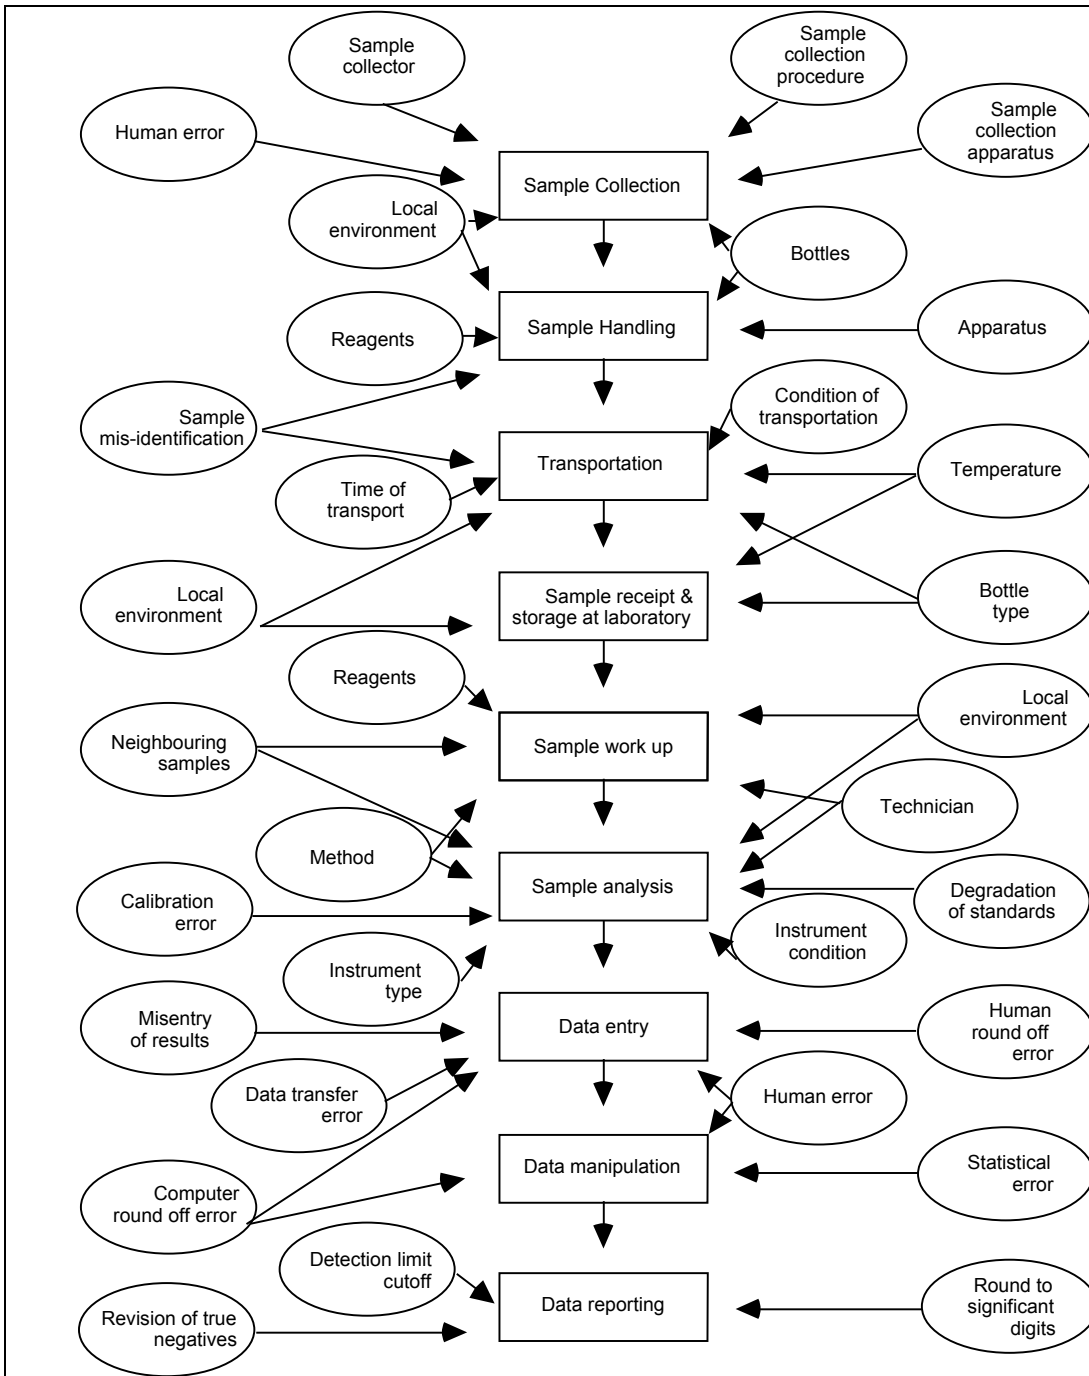 Sample
collector
Sample
collection
procedure
Human error
Sample
collection
apparatus
Sample Collection
Local
environment
Bottles
Reagents
Sample Handling
Apparatus
Sample
mis-identification
Condition of
transportation
Transportation
Temperature
Time of
transport
Local
environment
Sample receipt &
storage at laboratory
Bottle
type
Reagents
Local
environment
Neighbouring
samples
Sample work up
Technician
Method
Sample analysis
Calibration
error
Degradation
of standards
Instrument
condition
Instrument
type
Misentry
of results
Data entry
Human
round off
error
Data transfer
error
Human error
Data manipulation
Statistical
error
Computer
round off error
Detection limit
cutoff
Data reporting
Round to
significant
digits
Revision of true
negatives